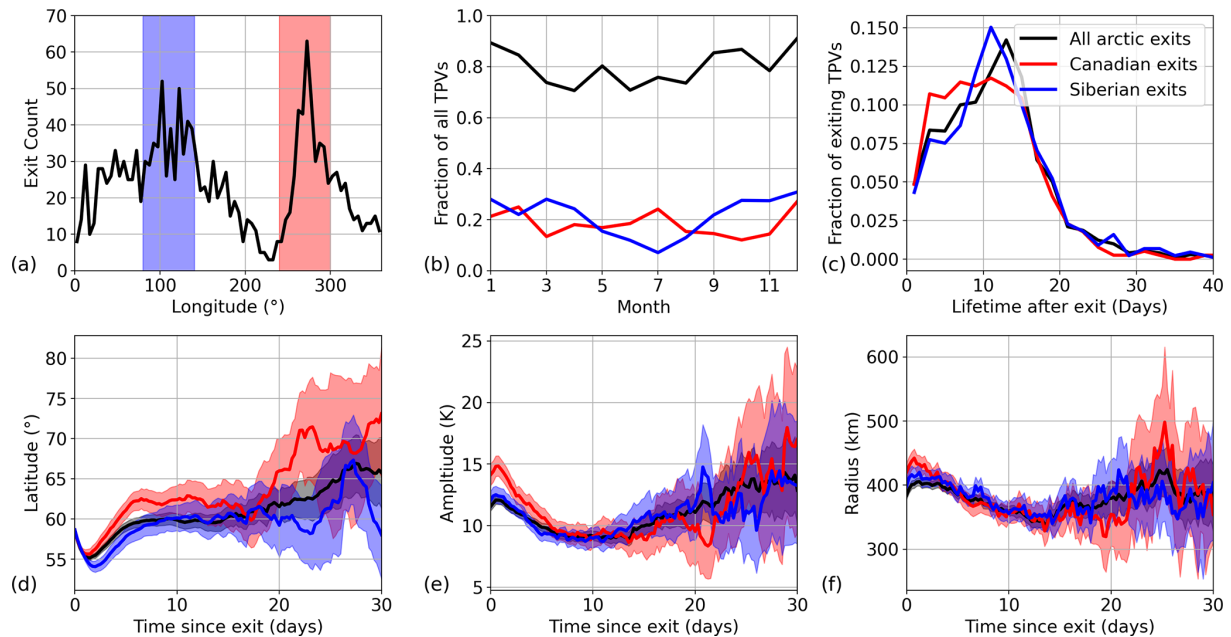 70
60
50
40
30
20
10
0
Exit Count
0 100 200 300
Longitude (°)
(a)
1.0
0.8
0.6
0.4
0.2
0.0
Fraction of all TPVs
1 3 5 7 9 11
Month
(b)
0.150
0.125
0.100
0.075
0.050
0.025
0.000
Fraction of exiting TPVs
All arctic exits
Canadian exits
Siberian exits
0 10 20 30 40
Lifetime after exit (Days)
(c)
80
75
70
65
60
55
Latitude (°)
0 10 20 30
Time since exit (days)
(d)
25
20
15
10
5
Ampltiude (K)
0 10 20 30
Time since exit (days)
(e)
600
500
400
300
Radius (km)
0 10 20 30
Time since exit (days)
(f)